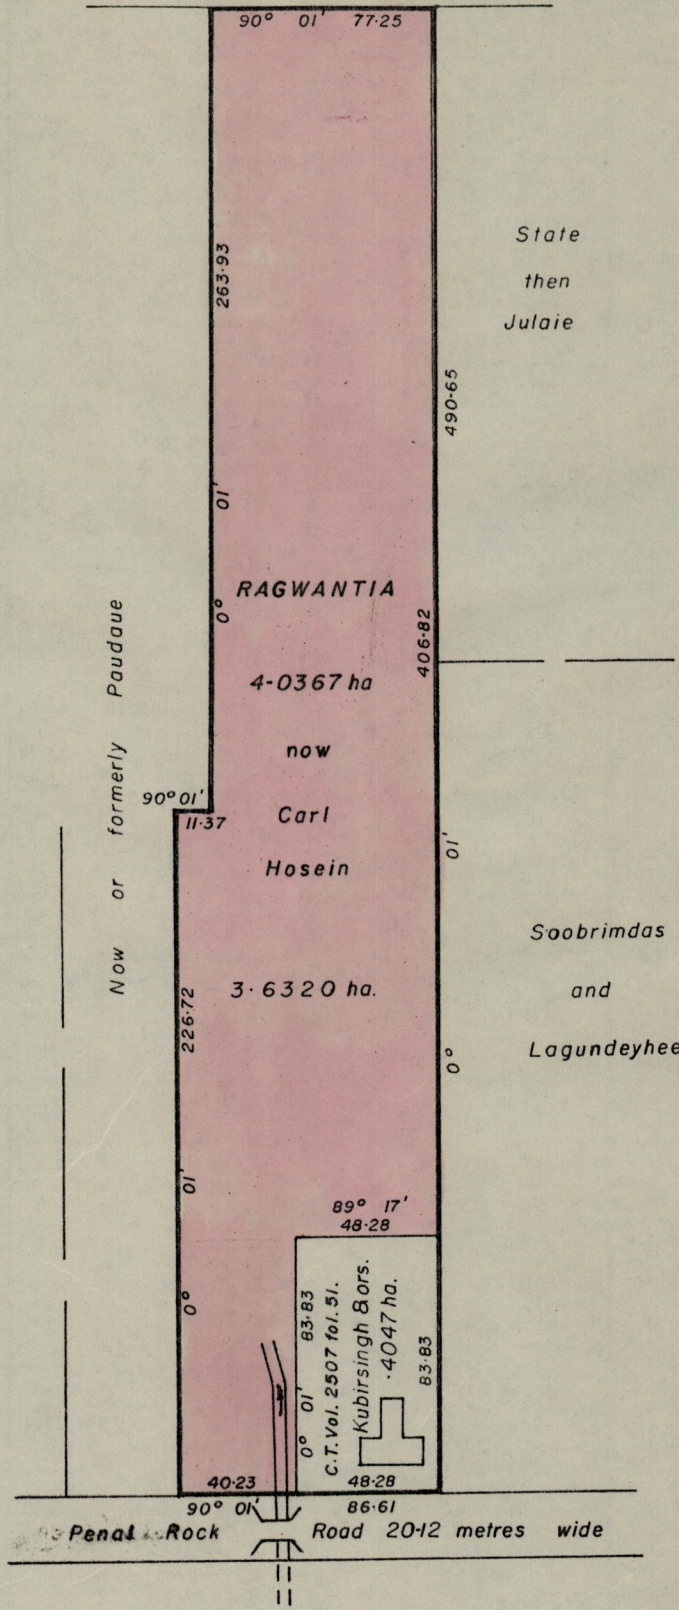 90° 01' 77·25
263·93
01'
0°
State
then
Julaie
490·65
RAGWANTIA
4·0367 ha
now
Carl
Hosein
3·6320 ha.
406·82
Now or formerly Paudaue
90° 01'
11·37
01'
0°
Soobrimdas
and
Lagundeyhee
226·72
01'
0°
89° 17'
48·28
83·83
0° 01'
C.T. Vol. 2507 fol. 51.
Kubirsingh & ors.
·4047 ha.
83·83
40·23
48·28
90° 01'
86·61
Penal Rock Road 20·12 metres wide